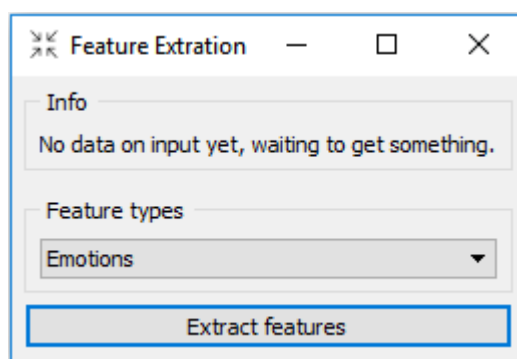 Feature Extration
Info
No data on input yet, waiting to get something.
Feature types
Emotions
Extract features